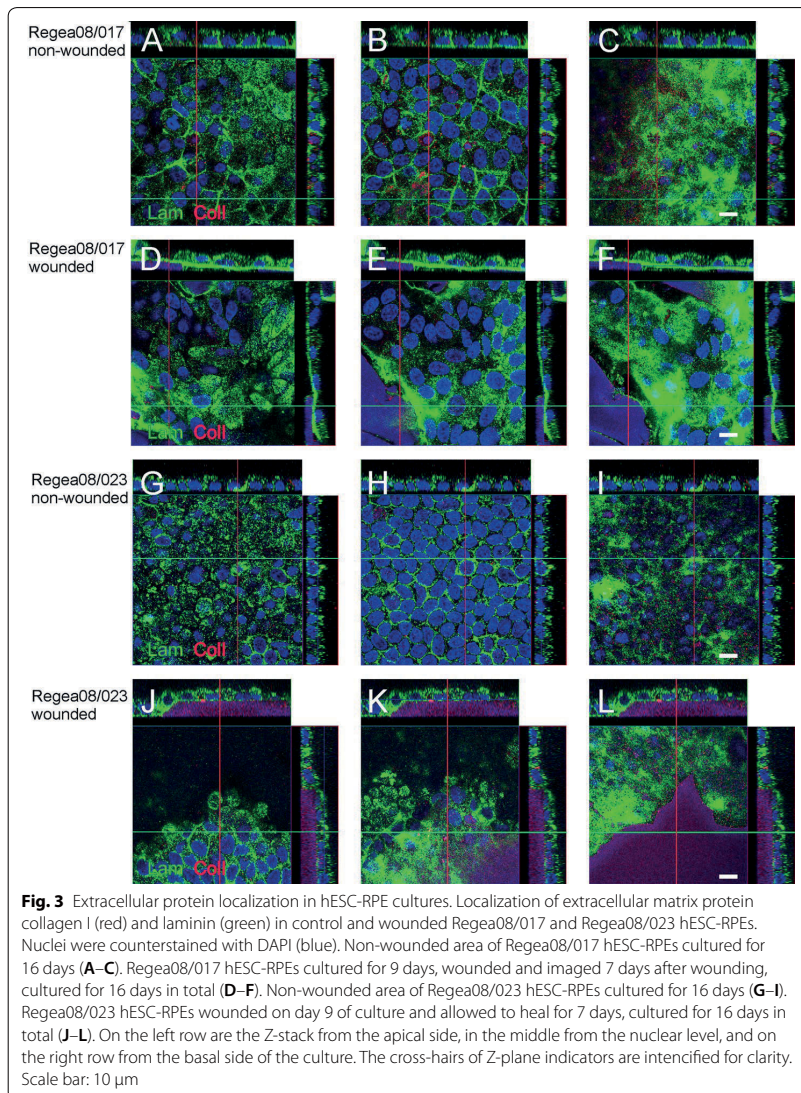 Regea08/017
non-wounded
A
B
C
Lam Coll
Regea08/017
wounded
D
E
F
Lam Coll
Regea08/023
non-wounded
G
H
I
Lam Coll
Regea08/023
wounded
J
K
L
Lam Coll
Fig. 3 Extracellular protein localization in hESC-RPE cultures. Localization of extracellular matrix protein
collagen I (red) and laminin (green) in control and wounded Regea08/017 and Regea08/023 hESC-RPEs.
Nuclei were counterstained with DAPI (blue). Non-wounded area of Regea08/017 hESC-RPEs cultured for
16 days (A–C). Regea08/017 hESC-RPEs cultured for 9 days, wounded and imaged 7 days after wounding,
cultured for 16 days in total (D–F). Non-wounded area of Regea08/023 hESC-RPEs cultured for 16 days (G–I).
Regea08/023 hESC-RPEs wounded on day 9 of culture and allowed to heal for 7 days, cultured for 16 days in
total (J–L). On the left row are the Z-stack from the apical side, in the middle from the nuclear level, and on
the right row from the basal side of the culture. The cross-hairs of Z-plane indicators are intencified for clarity.
Scale bar: 10 μm